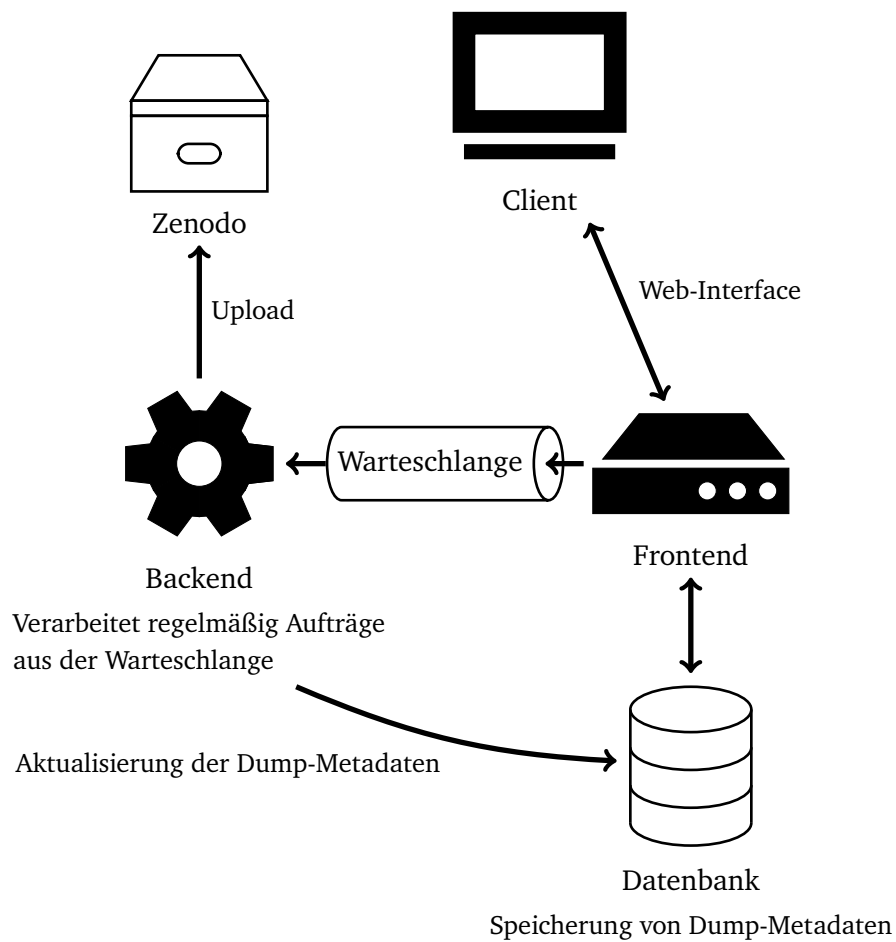 Client
Zenodo
Web-Interface
Upload
Warteschlange
Frontend
Backend
Verarbeitet regelmäßig Aufträge
aus der Warteschlange
Aktualisierung der Dump-Metadaten
Datenbank
Speicherung von Dump-Metadaten